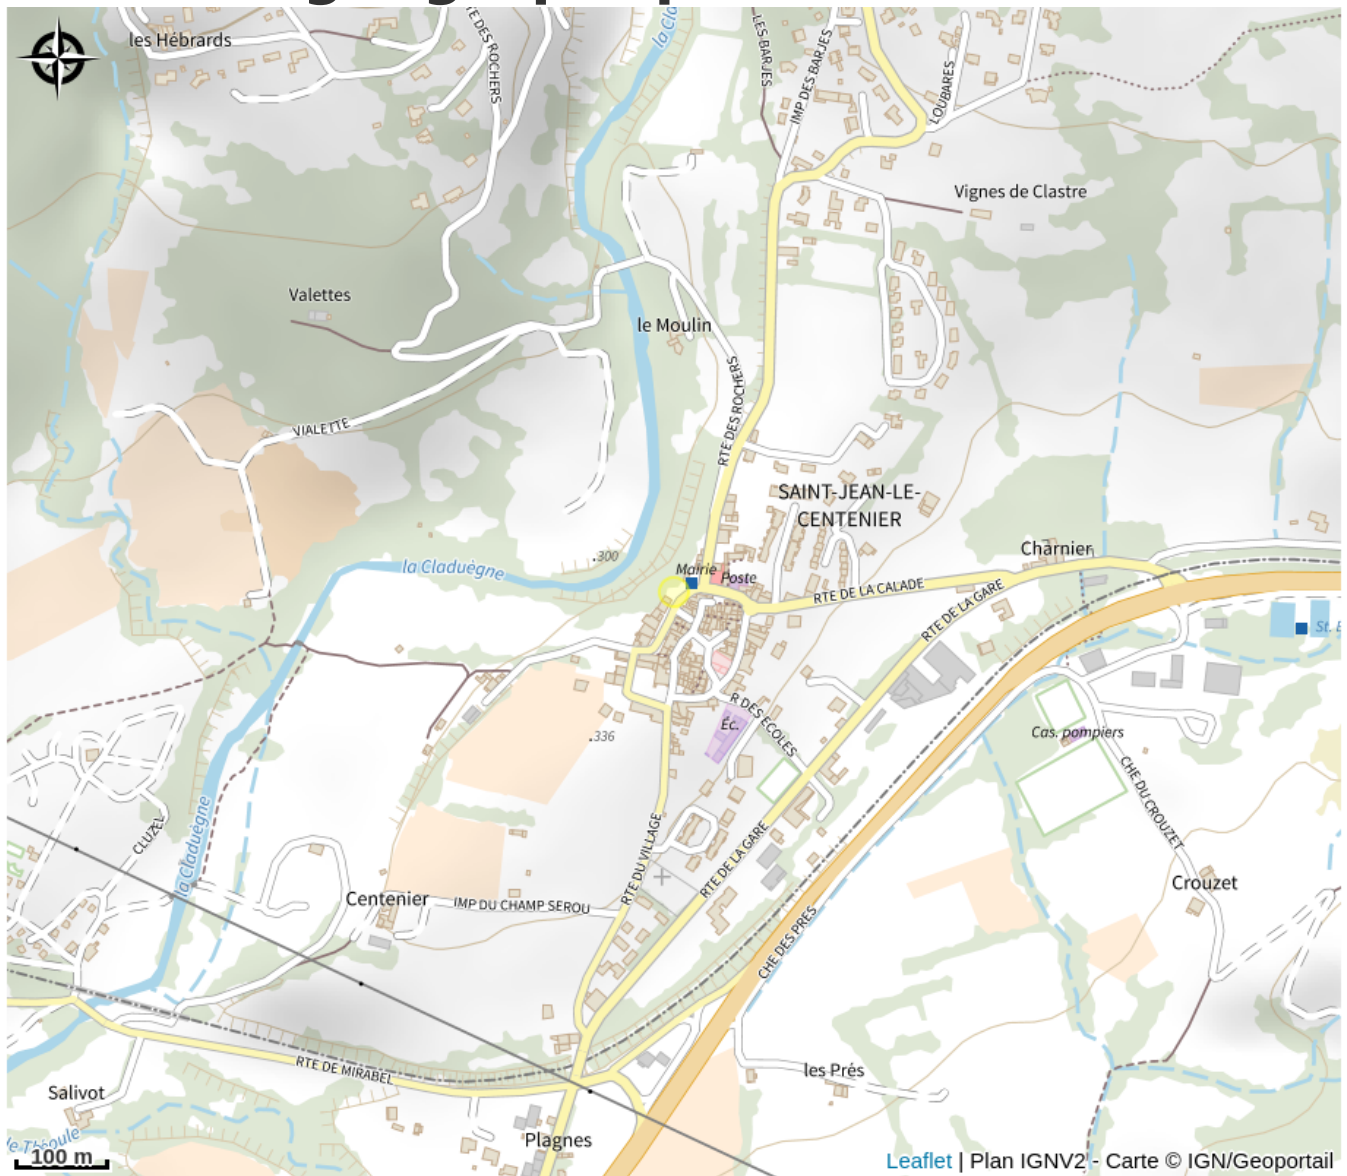 les Hébrards
TE DES ROCHERS
la Cla
LES BARJES
IMP DES BARJES
LOUBARES
Vignes de Clastre
Valettes
le Moulin
RTE DES ROCHERS
VIALETTE
SAINT-JEAN-LE-
CENTENIER
.300
Charnier
la Claduègne
Mairie
Poste
RTE DE LA CALADE
RTE DE LA GARE
St. E
R DES ECOLES
Éc.
.336
Cas. pompiers
CHE DU CROUZET
la Claduègne
CLUZEL
RTE DU VILLAGE
RTE DE LA GARE
Crouzet
Centenier
IMP DU CHAMP SEROU
CHE DES PRES
RTE DE MIRABEL
les Prés
Salivot
Plagnes
de Théoule
100 m
Leaflet | Plan IGNV2 - Carte © IGN/Geoportail